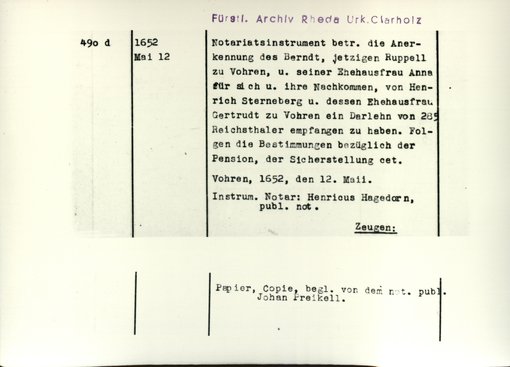 Fürstl. Archiv Rheda Urk.Clarholz
490 d
1652
Mai 12
Notariatsinstrument betr. die Aner-
kennung des Berndt, jetzigen Ruppell
zu Vohren, u. seiner Ehehausfrau Anna
für sich u. ihre Nachkommen, von Hen-
rich Sterneberg u. dessen Ehehausfrau
Gertrudt zu Vohren ein Darlehn von 285
Reichsthaler empfangen zu haben. Fol-
gen die Bestimmungen bezüglich der
Pension, der Sicherstellung cet.
Vohren, 1652, den 12. Maii.
Instrum. Notar: Henricus Hagedorn,
publ. not.
Zeugen:
Papier, Copie, begl. von dem not. publ.
Johan Freikell.